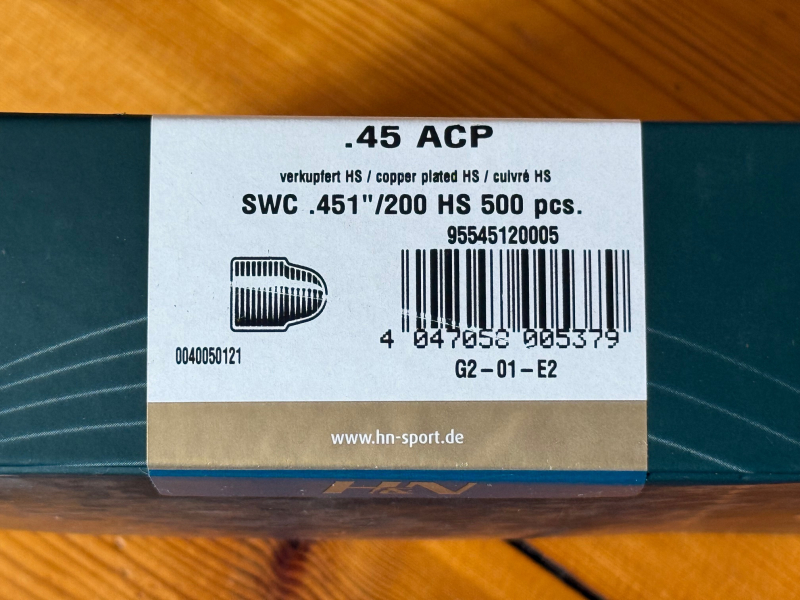 .45 ACP
verkupfert HS / copper plated HS / cuivré HS
SWC .451"/200 HS 500 pcs.
95545120005
4 047058 005379
0040050121
G2-01-E2
www.hn-sport.de
H&N